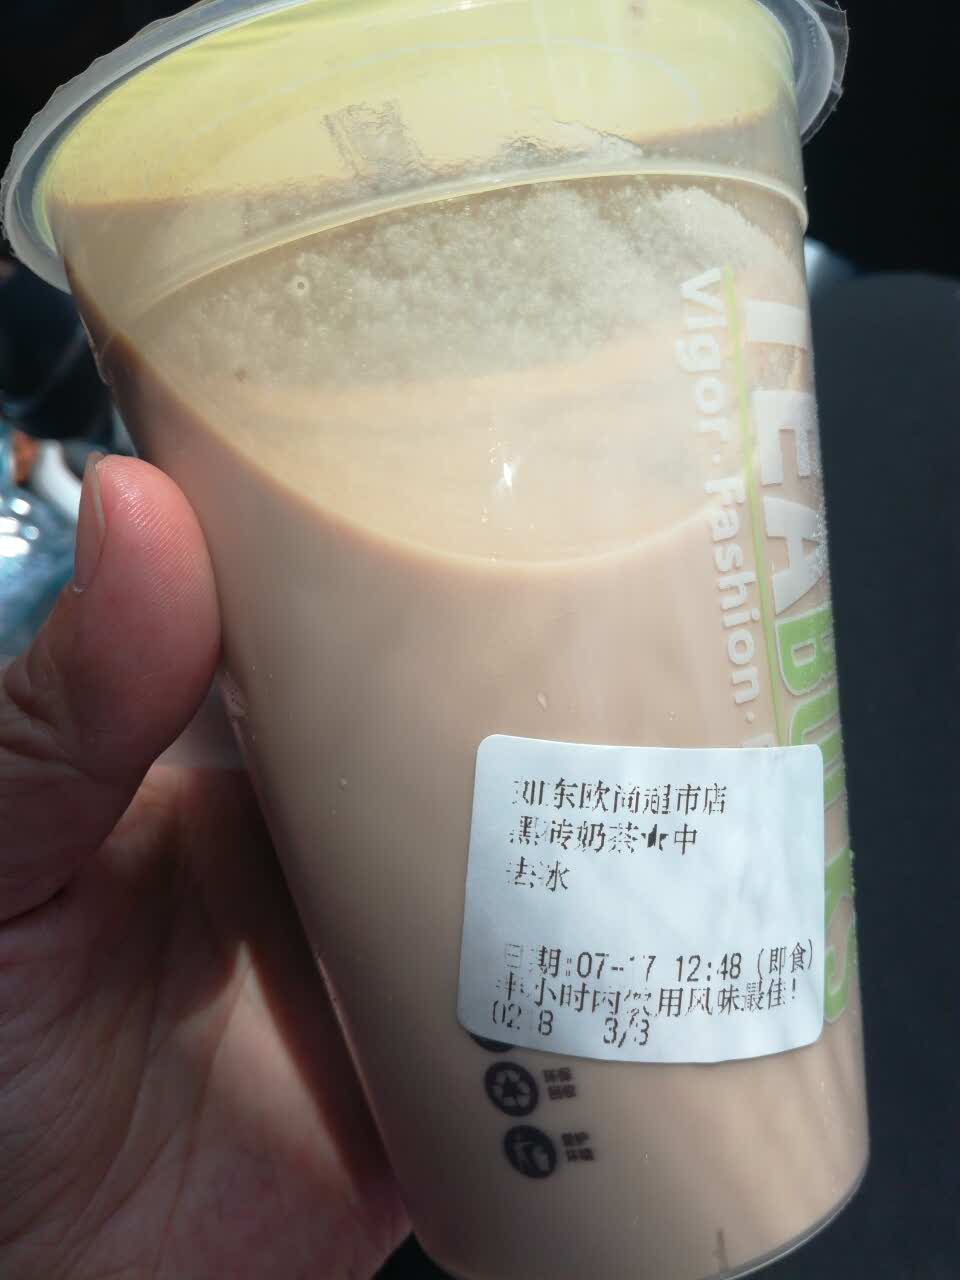 TEABOURS
Vigor·Fashion·
如东欧尚超市店
黑砖奶茶★中
去冰
日期:07-17 12:48(即食)
半小时内饮用风味最佳!
02 8 3/3